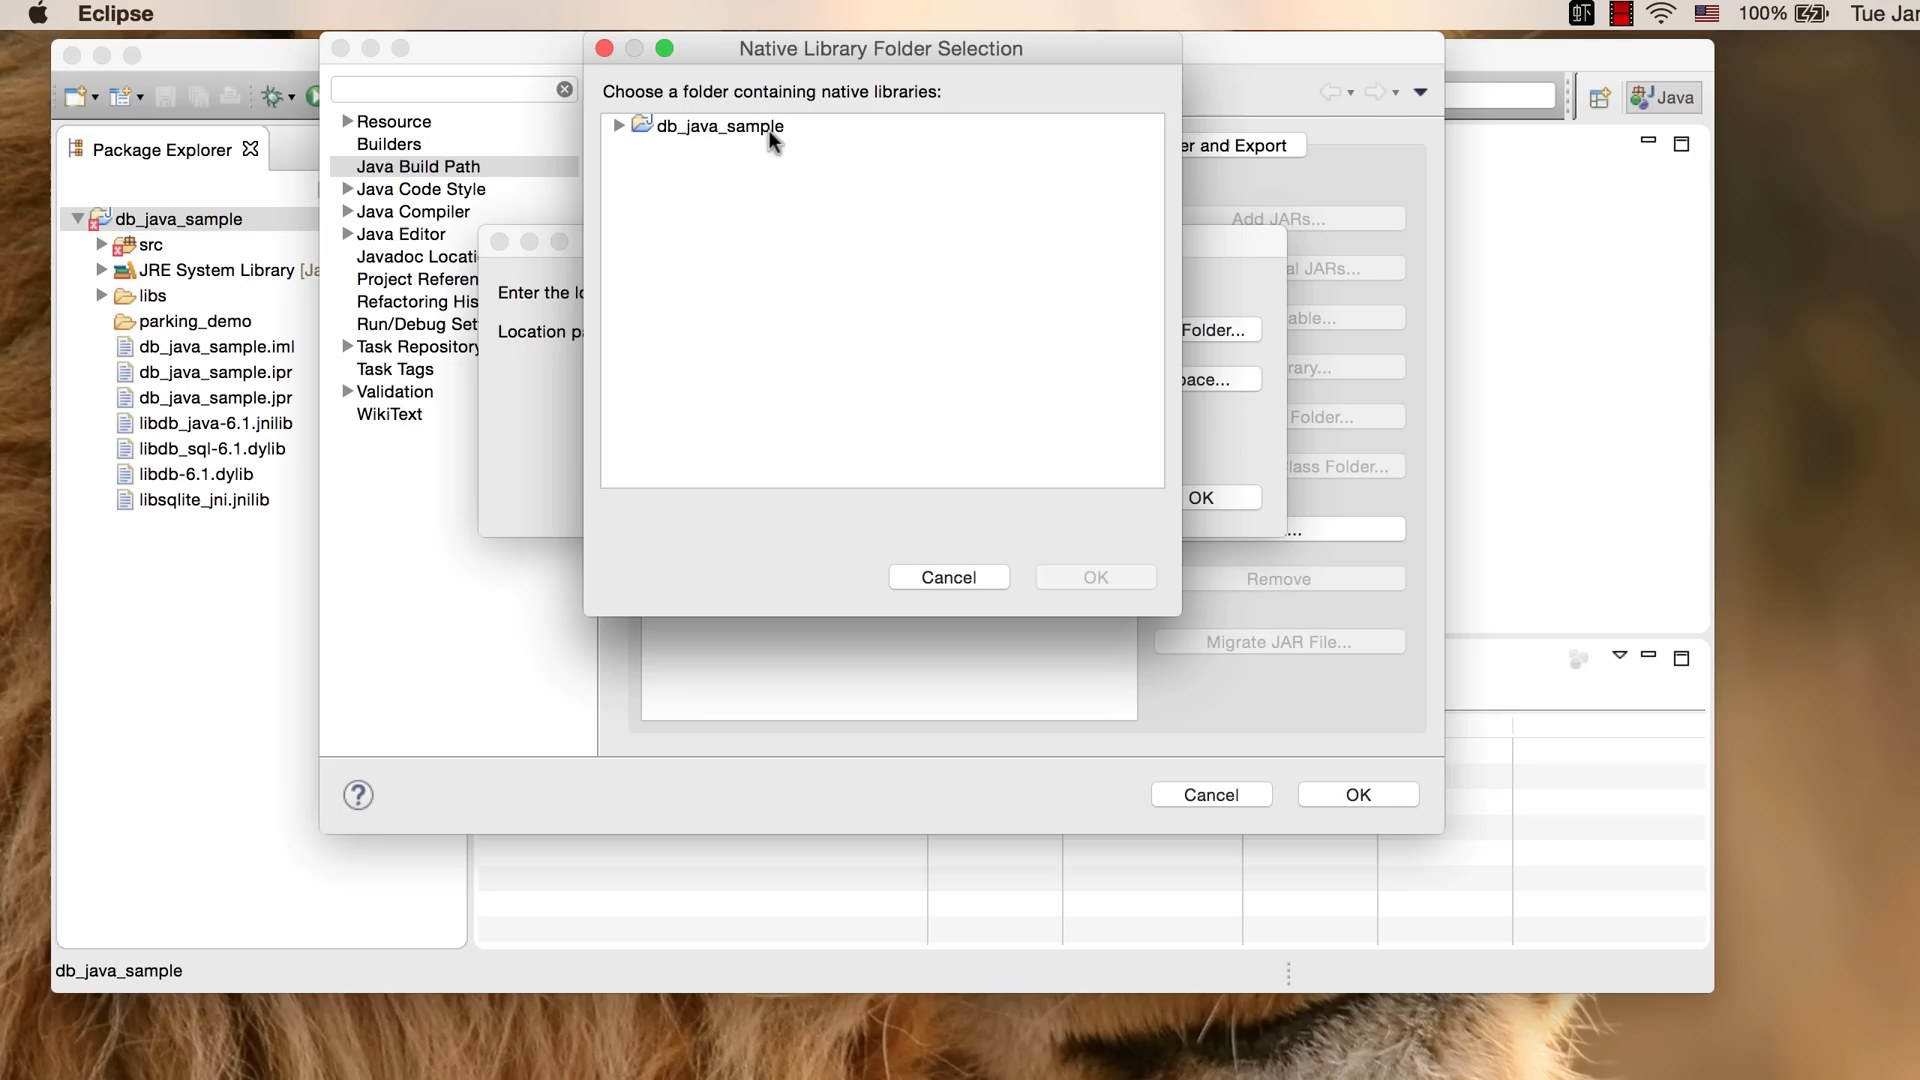 Eclipse
100%
Tue Jan
Native Library Folder Selection
Choose a folder containing native libraries:
db_java_sample
Cancel
OK
Java
Package Explorer
db_java_sample
src
JRE System Library [Ja
libs
parking_demo
db_java_sample.iml
db_java_sample.ipr
db_java_sample.jpr
libdb_java-6.1.jnilib
libdb_sql-6.1.dylib
libdb-6.1.dylib
libsqlite_jni.jnilib
Resource
Builders
Java Build Path
Java Code Style
Java Compiler
Java Editor
Javadoc Locati
Project Referen
Refactoring His
Run/Debug Set
Task Repository
Task Tags
Validation
WikiText
Enter the lo
Location pa
Folder...
pace...
OK
er and Export
Add JARs...
al JARs...
able...
rary...
Folder...
lass Folder...
...
Remove
Migrate JAR File...
Cancel
OK
db_java_sample